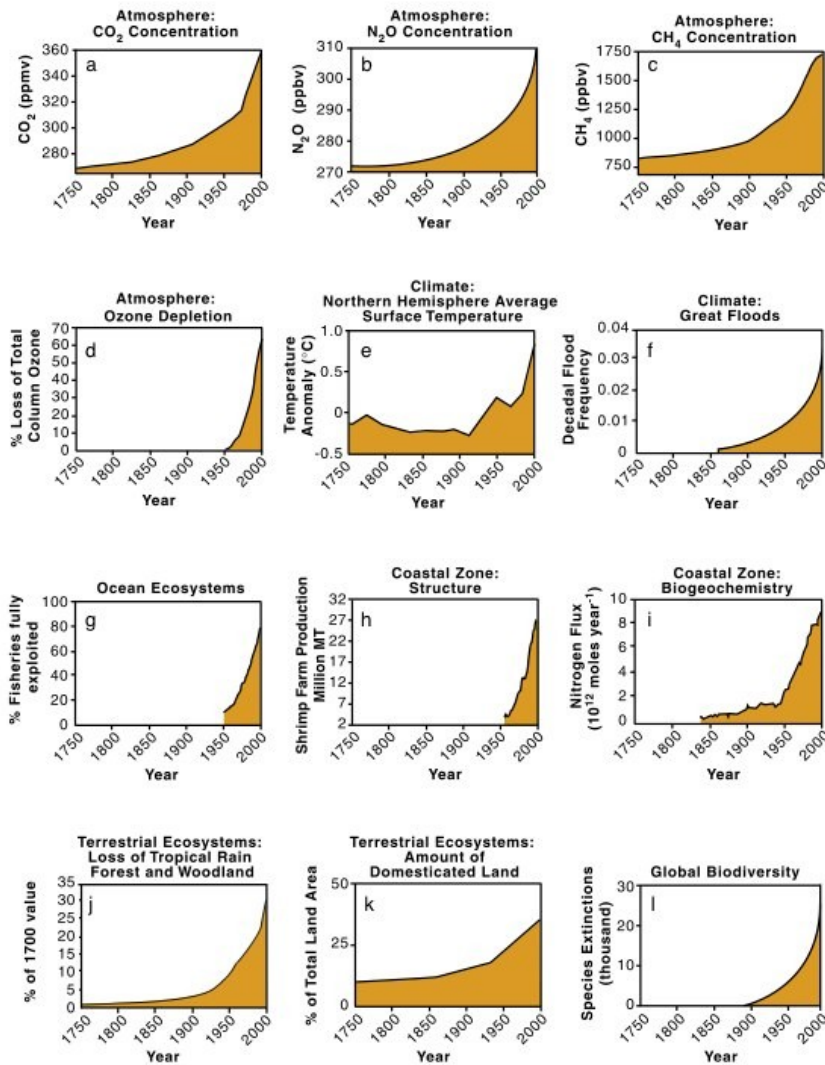 Atmosphere:
CO2 Concentration
a
CO2 (ppmv)
360
340
320
300
280
1750
1800
1850
1900
1950
2000
Year
Atmosphere:
N2O Concentration
b
N2O (ppbv)
310
300
290
280
270
1750
1800
1850
1900
1950
2000
Year
Atmosphere:
CH4 Concentration
c
CH4 (ppbv)
1750
1500
1250
1000
750
1750
1800
1850
1900
1950
2000
Year
Atmosphere:
Ozone Depletion
d
% Loss of Total
Column Ozone
70
60
50
40
30
20
10
0
1750
1800
1850
1900
1950
2000
Year
Climate:
Northern Hemisphere Average
Surface Temperature
e
Temperature
Anomaly (°C)
1.0
0.5
0
-0.5
1750
1800
1850
1900
1950
2000
Year
Climate:
Great Floods
f
Decadal Flood
Frequency
0.04
0.03
0.02
0.01
0
1750
1800
1850
1900
1950
2000
Year
Ocean Ecosystems
g
% Fisheries fully
exploited
100
80
60
40
20
0
1750
1800
1850
1900
1950
2000
Year
Coastal Zone:
Structure
h
Shrimp Farm Production
Million MT
32
27
22
17
12
7
2
1750
1800
1850
1900
1950
2000
Year
Coastal Zone:
Biogeochemistry
i
Nitrogen Flux
(10¹² moles year⁻¹)
10
8
6
4
2
0
1750
1800
1850
1900
1950
2000
Year
Terrestrial Ecosystems:
Loss of Tropical Rain
Forest and Woodland
j
% of 1700 value
35
30
25
20
15
10
5
0
1750
1800
1850
1900
1950
2000
Year
Terrestrial Ecosystems:
Amount of
Domesticated Land
k
% of Total Land Area
50
25
0
1750
1800
1850
1900
1950
2000
Year
Global Biodiversity
l
Species Extinctions
(thousand)
30
20
10
0
1750
1800
1850
1900
1950
2000
Year